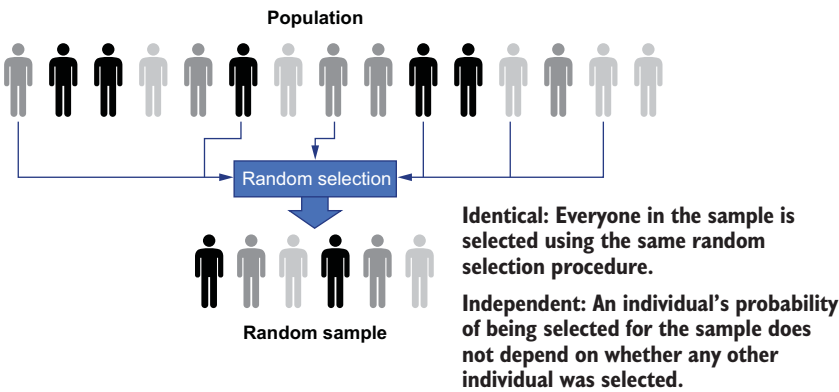 Population
Random selection
Random sample
Identical: Everyone in the sample is
selected using the same random
selection procedure.
Independent: An individual's probability
of being selected for the sample does
not depend on whether any other
individual was selected.